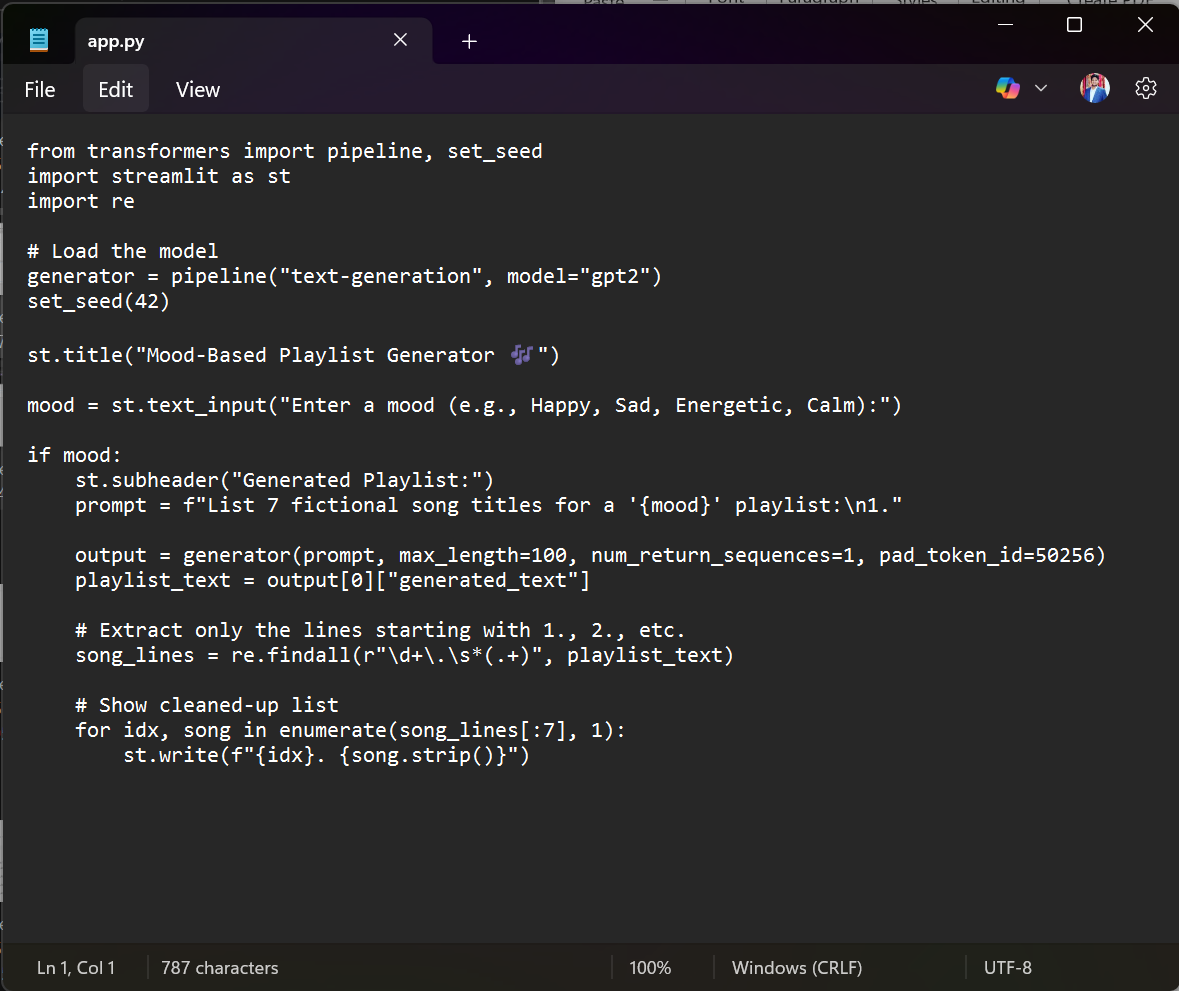 app.py
File Edit View
from transformers import pipeline, set_seed
import streamlit as st
import re
# Load the model
generator = pipeline("text-generation", model="gpt2")
set_seed(42)
st.title("Mood-Based Playlist Generator 🎶")
mood = st.text_input("Enter a mood (e.g., Happy, Sad, Energetic, Calm):")
if mood:
    st.subheader("Generated Playlist:")
    prompt = f"List 7 fictional song titles for a '{mood}' playlist:\n1."
    output = generator(prompt, max_length=100, num_return_sequences=1, pad_token_id=50256)
    playlist_text = output[0]["generated_text"]
    # Extract only the lines starting with 1., 2., etc.
    song_lines = re.findall(r"\d+\.\s*(.+)", playlist_text)
    # Show cleaned-up list
    for idx, song in enumerate(song_lines[:7], 1):
        st.write(f"{idx}. {song.strip()}")
Ln 1, Col 1 787 characters 100% Windows (CRLF) UTF-8